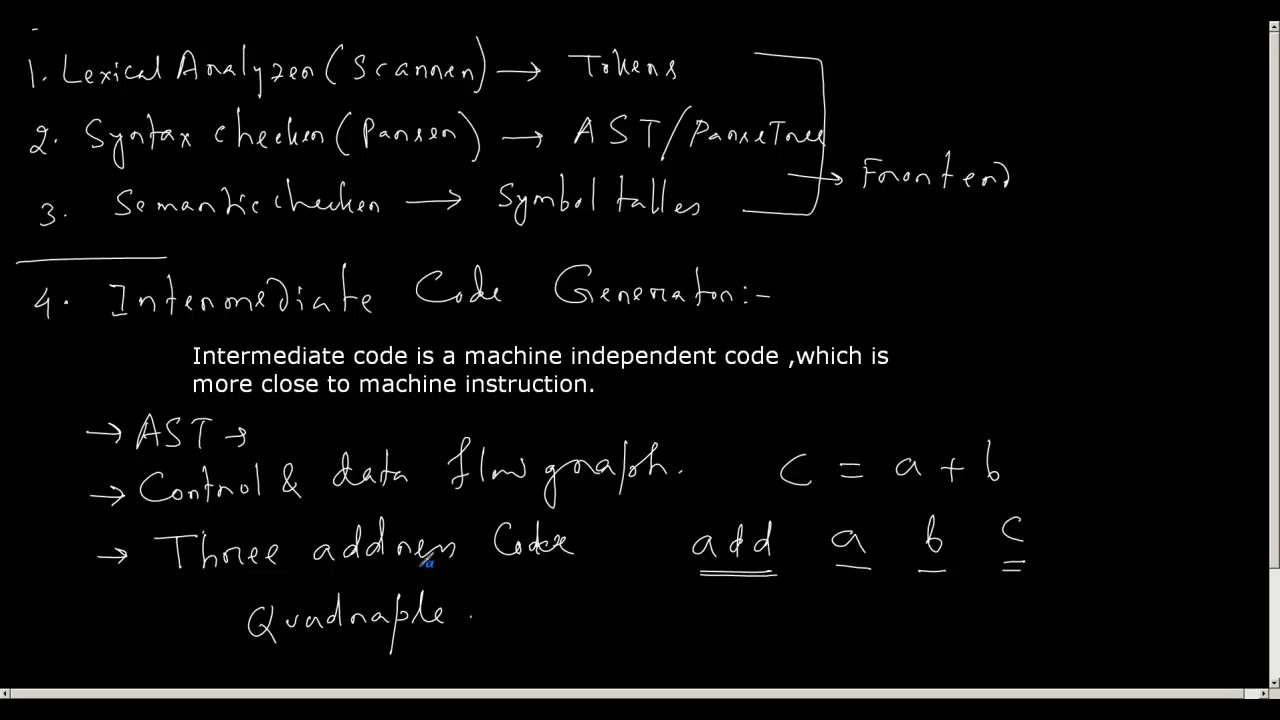 1. Lexical Analyzer (Scanner) → Tokens
2. Syntax checker (Parser) → AST/ParseTree
3. Semantic checker → Symbol tables
→ Frontend
4. Intermediate Code Generator:-
Intermediate code is a machine independent code ,which is
more close to machine instruction.
→ AST →
→ Control & data flow graph.
c = a + b
→ Three address Code
add a b c
Quadraple.